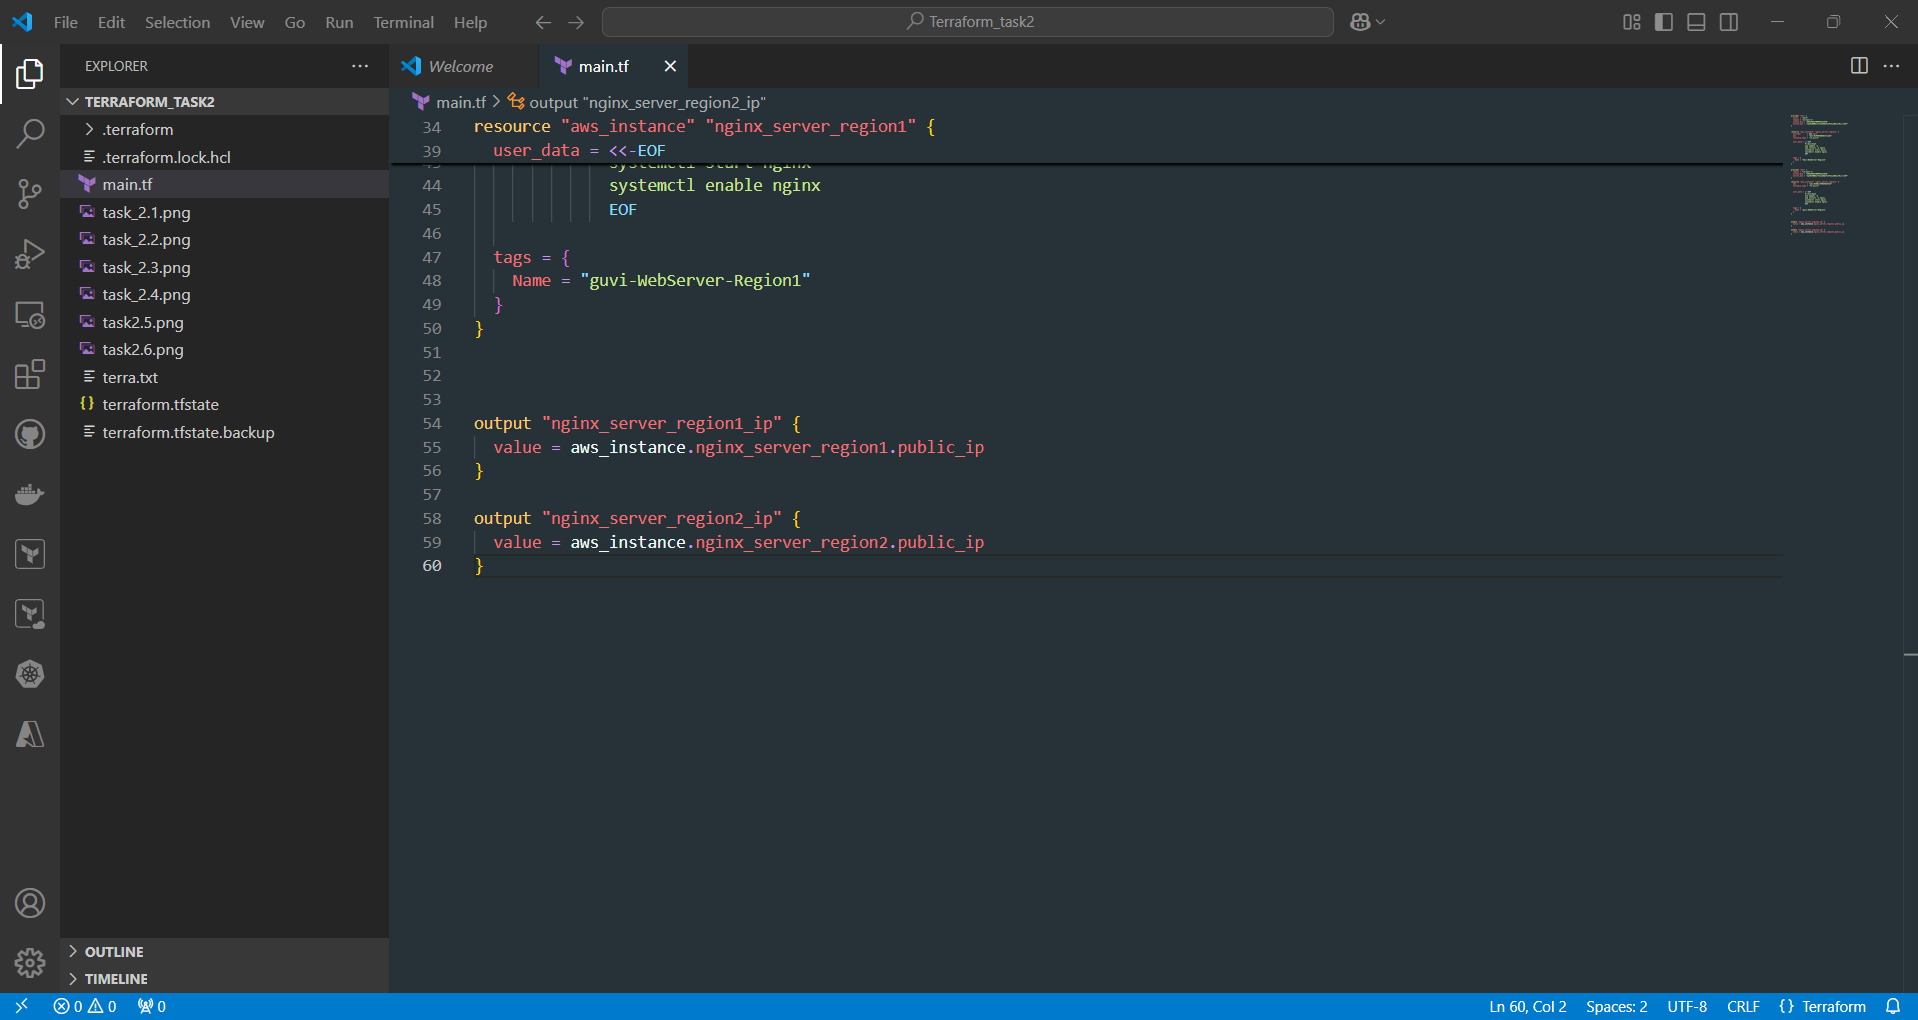 File Edit Selection View Go Run Terminal Help
Terraform_task2
EXPLORER
Welcome
main.tf
TERRAFORM_TASK2
.terraform
.terraform.lock.hcl
main.tf
task_2.1.png
task_2.2.png
task_2.3.png
task_2.4.png
task2.5.png
task2.6.png
terra.txt
terraform.tfstate
terraform.tfstate.backup
OUTLINE
TIMELINE
main.tf > output "nginx_server_region2_ip"
34 resource "aws_instance" "nginx_server_region1" {
39 user_data = <<-EOF
43 systemctl start nginx
44 systemctl enable nginx
45 EOF
46
47 tags = {
48 Name = "guvi-WebServer-Region1"
49 }
50 }
51
52
53
54 output "nginx_server_region1_ip" {
55 value = aws_instance.nginx_server_region1.public_ip
56 }
57
58 output "nginx_server_region2_ip" {
59 value = aws_instance.nginx_server_region2.public_ip
60 }
0 0 0
Ln 60, Col 2 Spaces: 2 UTF-8 CRLF {} Terraform